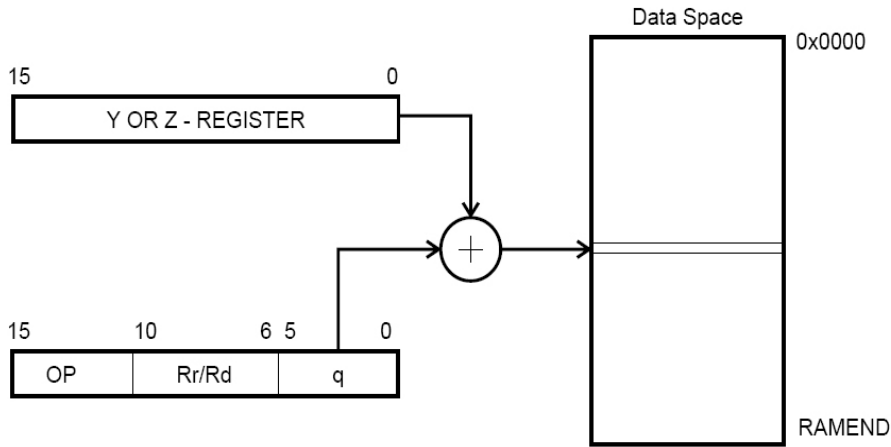 Data Space
0x0000
15 0
Y OR Z - REGISTER
+
15 10 6 5 0
OP Rr/Rd q
RAMEND